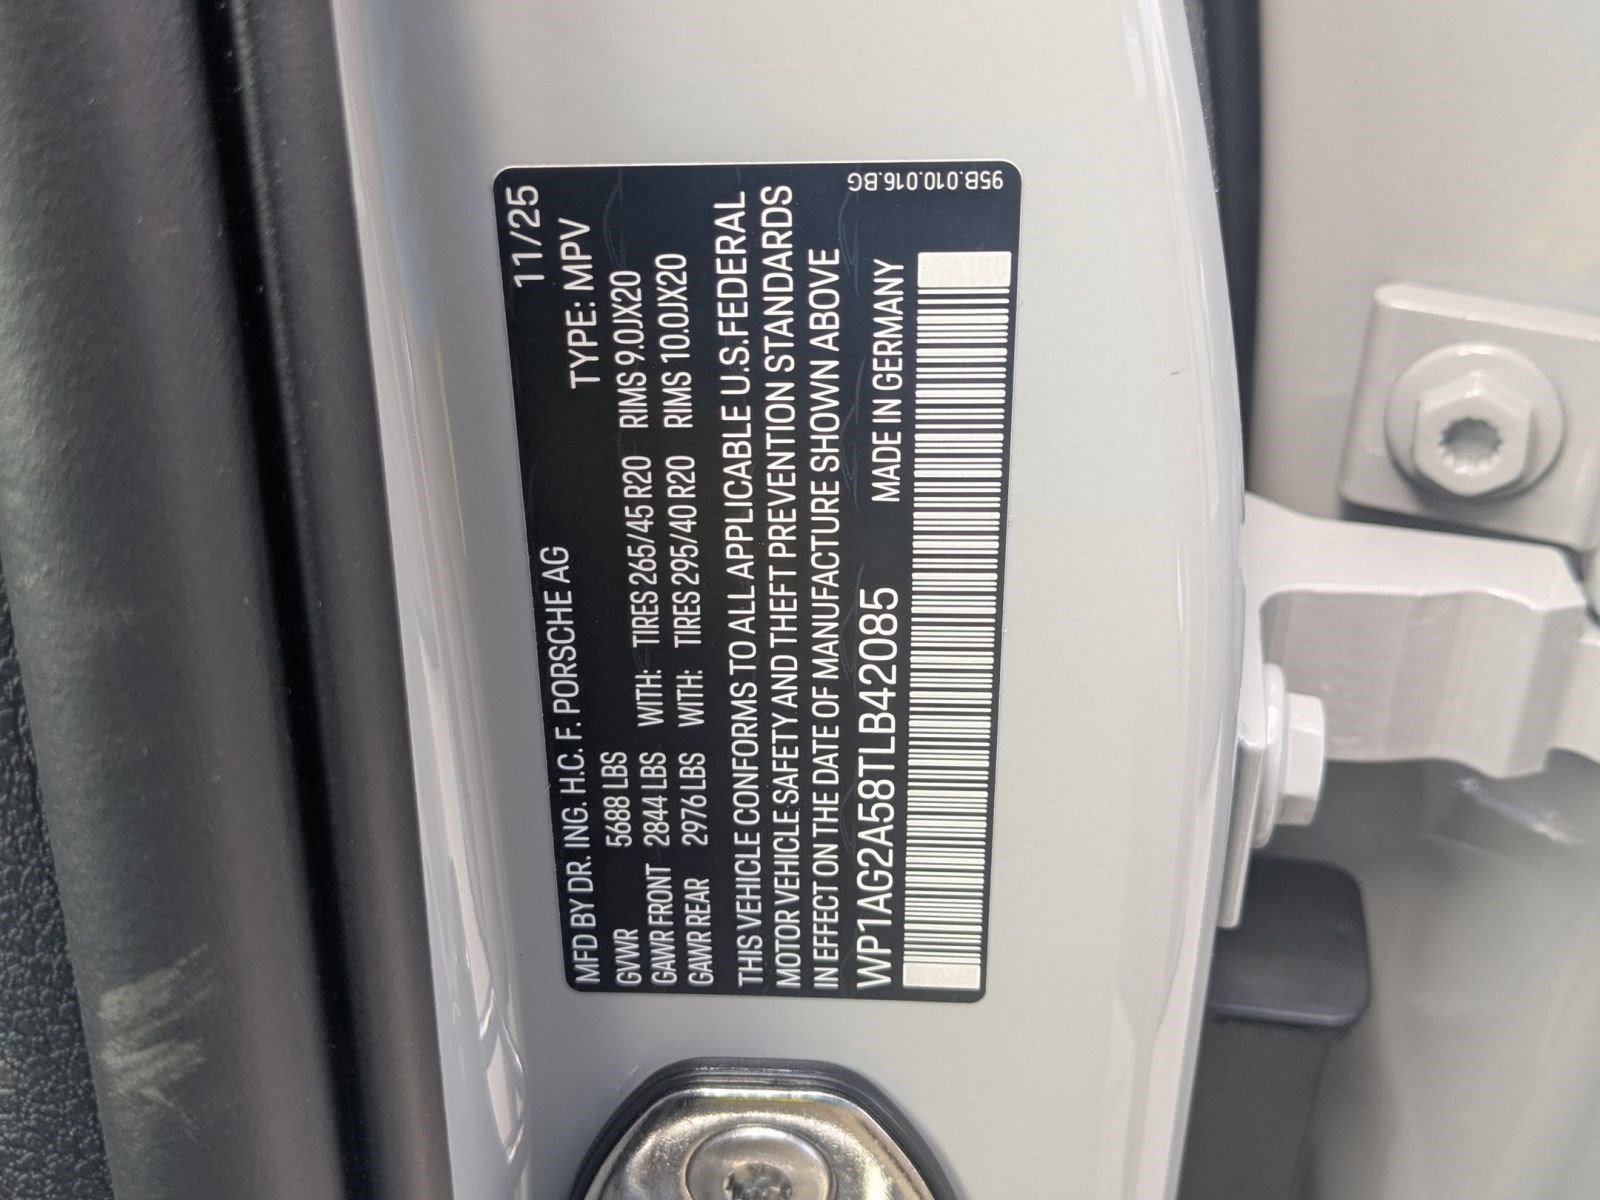 11/25
MFD BY DR. ING. H.C. F. PORSCHE AG TYPE: MPV
GVWR 5688 LBS
GAWR FRONT 2844 LBS WITH: TIRES 265/45 R20 RIMS 9.0JX20
GAWR REAR 2976 LBS WITH: TIRES 295/40 R20 RIMS 10.0JX20
THIS VEHICLE CONFORMS TO ALL APPLICABLE U.S. FEDERAL
MOTOR VEHICLE SAFETY AND THEFT PREVENTION STANDARDS
IN EFFECT ON THE DATE OF MANUFACTURE SHOWN ABOVE
WP1AG2A58TLB42085 MADE IN GERMANY
95B.010.016.BG